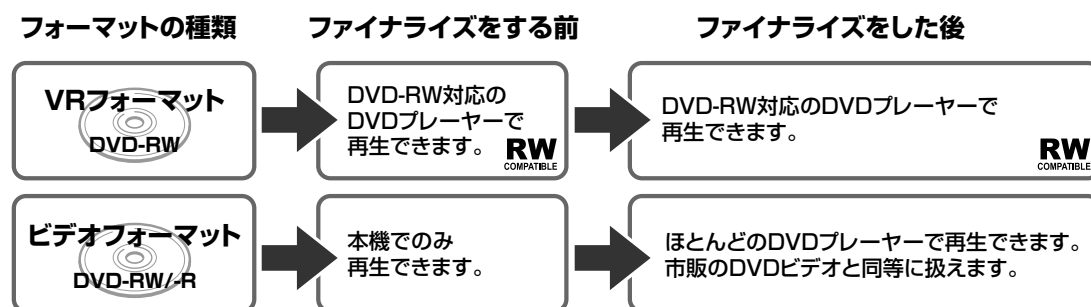 フォーマットの種類
ファイナライズをする前
ファイナライズをした後
VRフォーマット
DVD-RW
DVD-RW対応の
DVDプレーヤーで
再生できます。
RW
COMPATIBLE
DVD-RW対応のDVDプレーヤーで
再生できます。
RW
COMPATIBLE
ビデオフォーマット
DVD-RW/-R
本機でのみ
再生できます。
ほとんどのDVDプレーヤーで再生できます。
市販のDVDビデオと同等に扱えます。